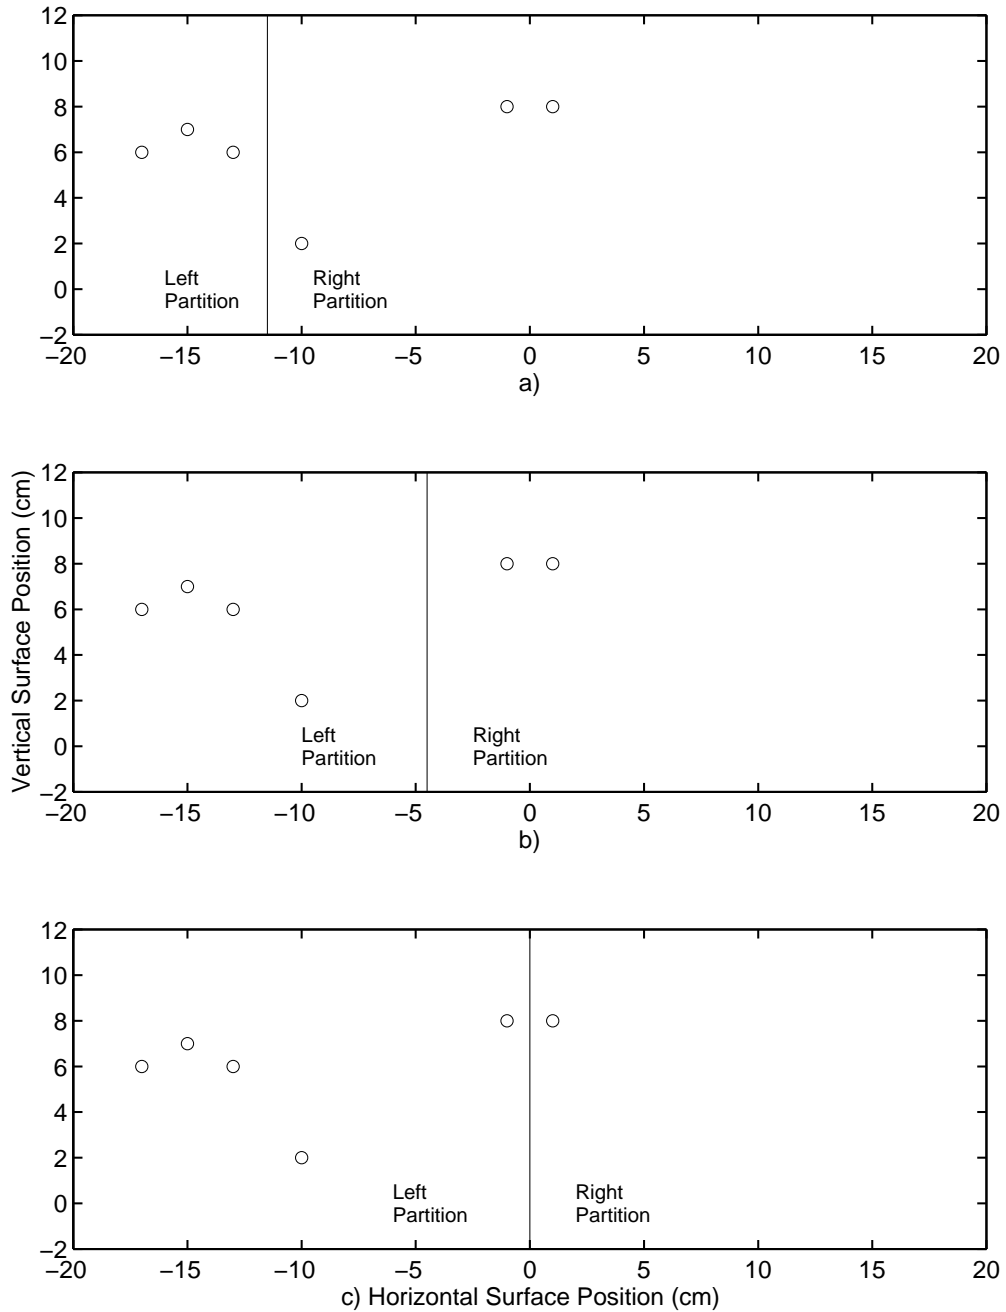 12
10
8
6
4
2
0
−2
Left
Partition
Right
Partition
−20 −15 −10 −5 0 5 10 15 20
a)
Vertical Surface Position (cm)
12
10
8
6
4
2
0
−2
Left
Partition
Right
Partition
−20 −15 −10 −5 0 5 10 15 20
b)
12
10
8
6
4
2
0
−2
Left
Partition
Right
Partition
−20 −15 −10 −5 0 5 10 15 20
c) Horizontal Surface Position (cm)